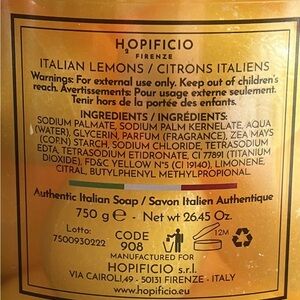 HOPIFICIO
FIRENZE
ITALIAN LEMONS / CITRONS ITALIENS
Warnings: For external use only. Keep out of children's
reach. Avertissements: Pour usage externe seulement.
Tenir hors de la portée des enfants.
INGREDIENTS / INGRÉDIENTS:
SODIUM PALMATE, SODIUM PALM KERNELATE, AQUA
(WATER), GLYCERIN, PARFUM (FRAGRANCE), ZEA MAYS
(CORN) STARCH, SODIUM CHLORIDE, TETRASODIUM
EDTA, TETRASODIUM ETIDRONATE, CI 77891 (TITANIUM
DIOXIDE), FD&C YELLOW N°5 (CI 19140), LIMONENE,
CITRAL, BUTYLPHENYL METHYLPROPIONAL.
Authentic Italian Soap / Savon Italien Authentique
750 g e - Net wt 26.45 Oz.
Lotto:
7500930222
CODE
908
12M
MANUFACTURED FOR
HOPIFICIO s.r.l.
VIA CAIROLI,49 - 50131 FIRENZE - ITALY
www.hopificio.eu